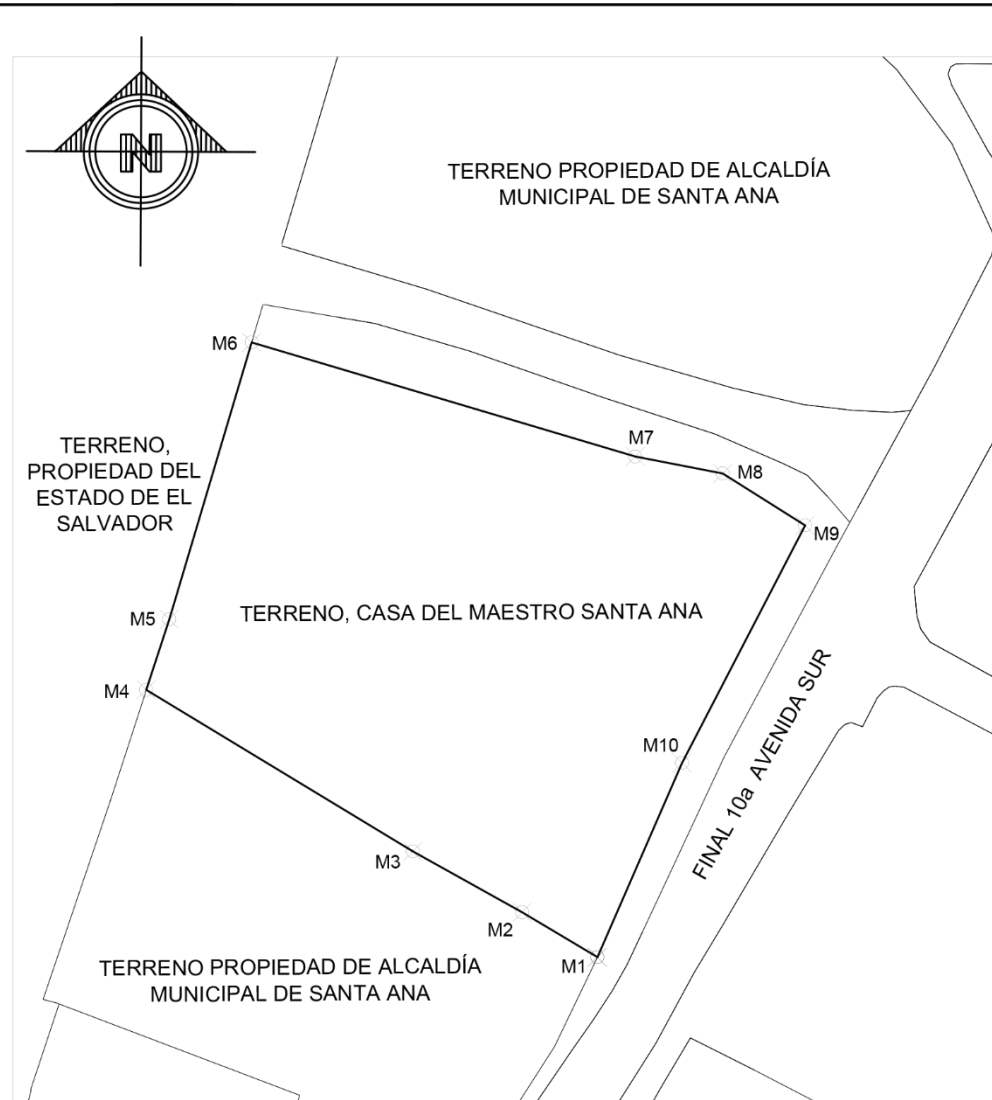 N
TERRENO PROPIEDAD DE ALCALDÍA
MUNICIPAL DE SANTA ANA
M6
TERRENO,
PROPIEDAD DEL
ESTADO DE EL
SALVADOR
M7
M8
M9
TERRENO, CASA DEL MAESTRO SANTA ANA
M5
M4
M10
FINAL 10a AVENIDA SUR
M3
M2
M1
TERRENO PROPIEDAD DE ALCALDÍA
MUNICIPAL DE SANTA ANA